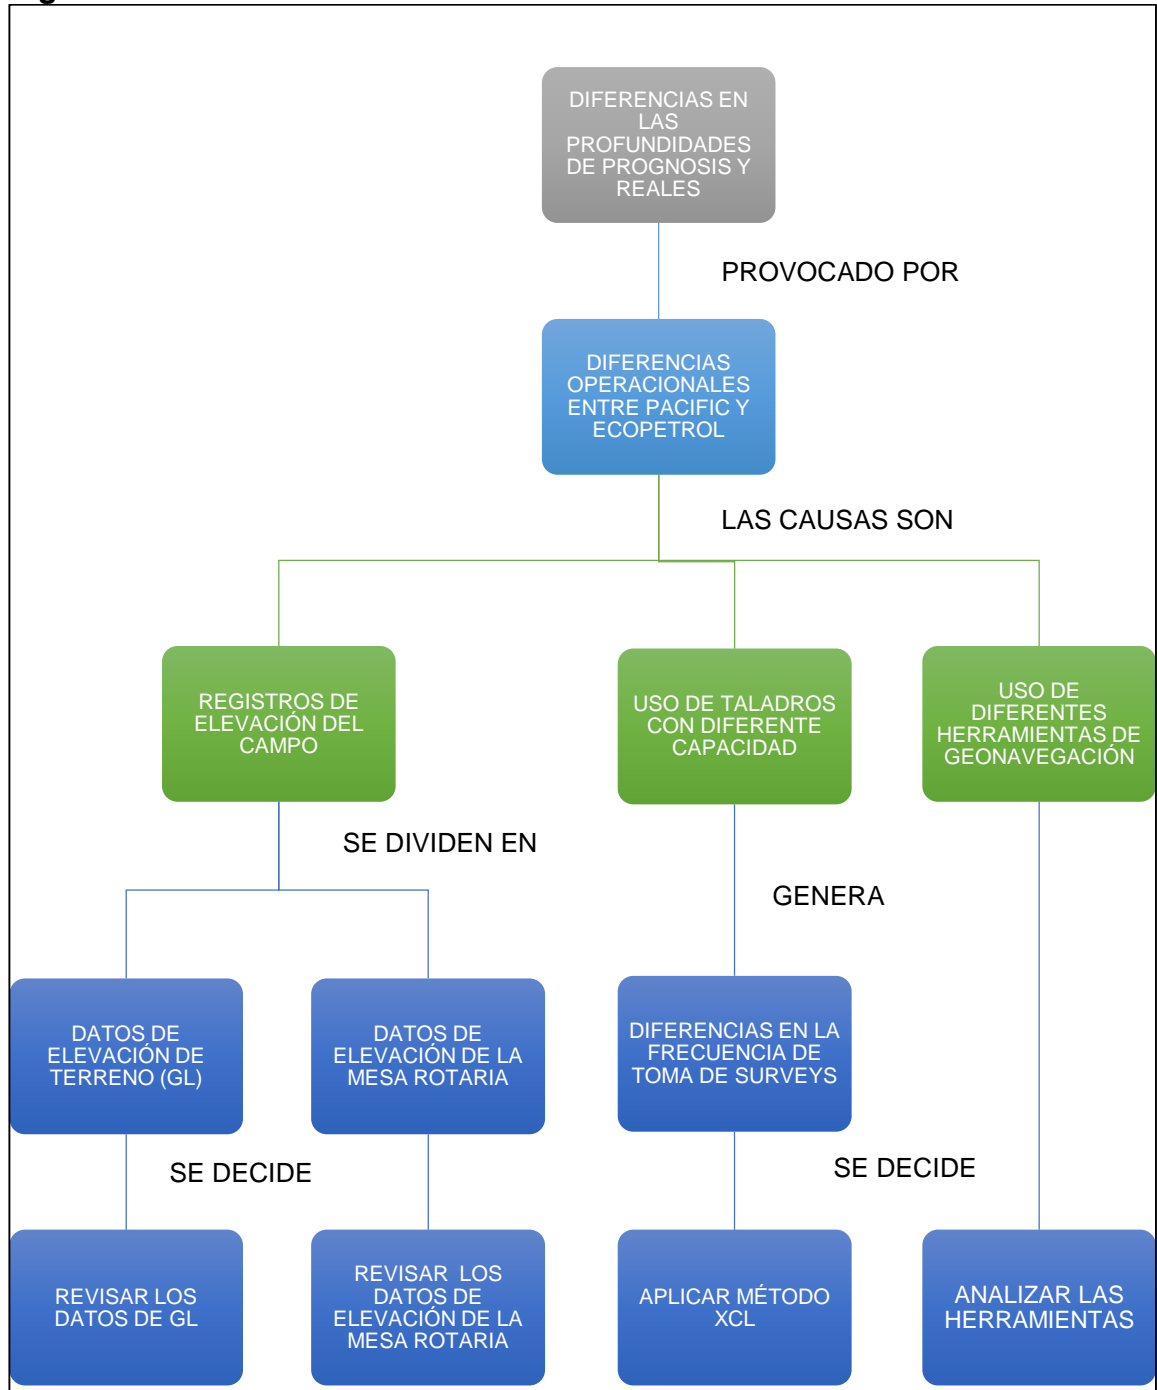 DIFERENCIAS EN
LAS
PROFUNDIDADES
DE PROGNOSIS Y
REALES
PROVOCADO POR
DIFERENCIAS
OPERACIONALES
ENTRE PACIFIC Y
ECOPETROL
LAS CAUSAS SON
REGISTROS DE
ELEVACIÓN DEL
CAMPO
USO DE TALADROS
CON DIFERENTE
CAPACIDAD
USO DE
DIFERENTES
HERRAMIENTAS DE
GEONAVEGACIÓN
SE DIVIDEN EN
GENERA
DATOS DE
ELEVACIÓN DE
TERRENO (GL)
DATOS DE
ELEVACIÓN DE LA
MESA ROTARIA
DIFERENCIAS EN LA
FRECUENCIA DE
TOMA DE SURVEYS
SE DECIDE
SE DECIDE
REVISAR LOS
DATOS DE GL
REVISAR LOS
DATOS DE
ELEVACIÓN DE LA
MESA ROTARIA
APLICAR MÉTODO
XCL
ANALIZAR LAS
HERRAMIENTAS